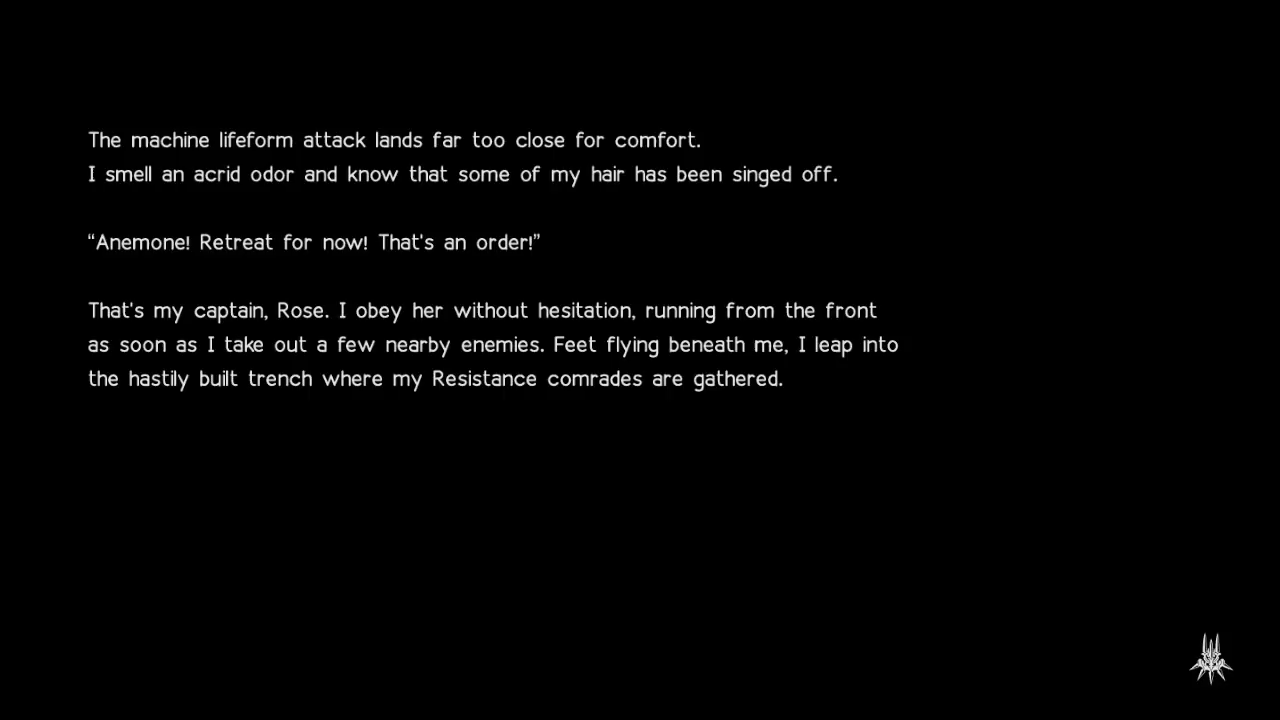 The machine lifeform attack lands far too close for comfort.
I smell an acrid odor and know that some of my hair has been singed off.
“Anemone! Retreat for now! That's an order!”
That's my captain, Rose. I obey her without hesitation, running from the front
as soon as I take out a few nearby enemies. Feet flying beneath me, I leap into
the hastily built trench where my Resistance comrades are gathered.